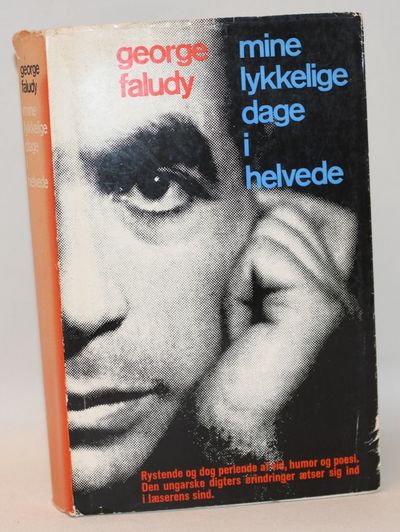 george
faludy
mine
lykkelige
dage
i
helvede
george
faludy
mine
lykkelige
dage
i
helvede
Rystende og dog perlende af vid, humor og poesi.
Den ungarske digters erindringer ætser sig ind
i læserens sind.